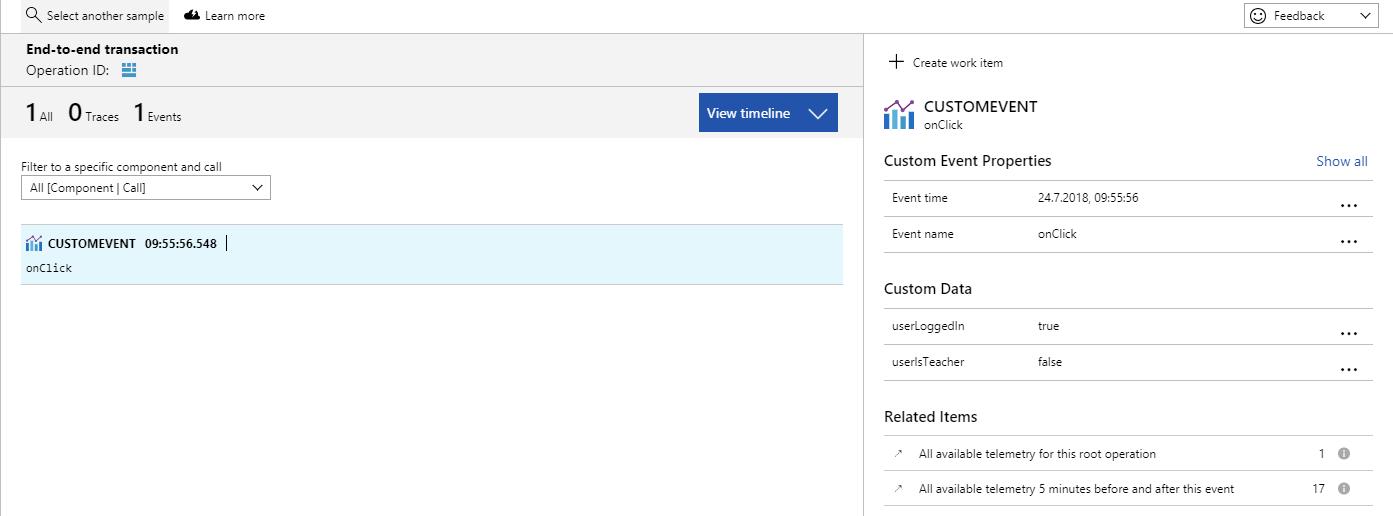 Select another sample
Learn more
Feedback
End-to-end transaction
Operation ID:
1 All 0 Traces 1 Events
View timeline
Filter to a specific component and call
All [Component | Call]
CUSTOMEVENT 09:55:56.548
onClick
Create work item
CUSTOMEVENT
onClick
Custom Event Properties
Show all
Event time 24.7.2018, 09:55:56 ...
Event name onClick ...
Custom Data
userLoggedIn true ...
userIsTeacher false ...
Related Items
All available telemetry for this root operation 1
All available telemetry 5 minutes before and after this event 17